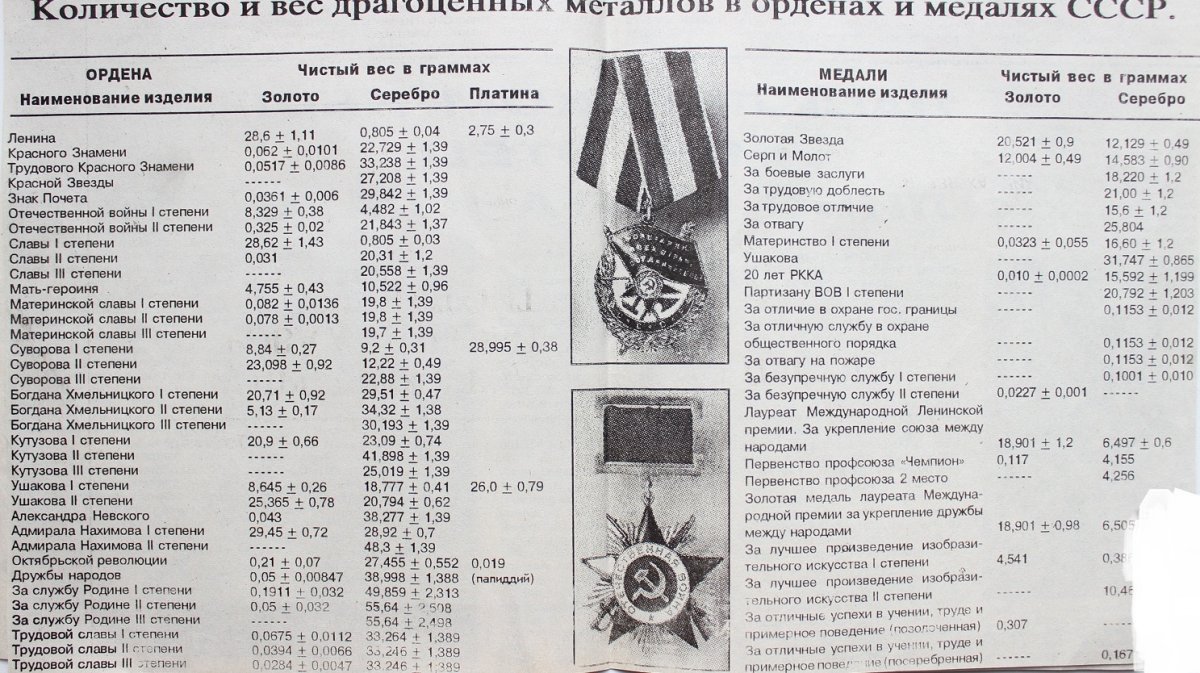 Количество и вес драгоценных металлов в орденах и медалях СССР.
ОРДЕНА Чистый вес в граммах
Наименование изделия Золото Серебро Платина
Ленина 28,6 ± 1,11 0,805 ± 0,04 2,75 ± 0,3
Красного Знамени 0,062 ± 0,0101 22,729 ± 1,39
Трудового Красного Знамени 0,0517 ± 0,0086 33,238 ± 1,39
Красной Звезды ------ 27,208 ± 1,39
Знак Почета 0,0361 ± 0,006 29,842 ± 1,39
Отечественной войны I степени 8,329 ± 0,38 4,482 ± 1,02
Отечественной войны II степени 0,325 ± 0,02 21,843 ± 1,37
Славы I степени 28,62 ± 1,43 0,805 ± 0,03
Славы II степени 0,031 20,31 ± 1,2
Славы III степени ------ 20,558 ± 1,39
Мать-героиня 4,755 ± 0,43 10,522 ± 0,96
Материнской славы I степени 0,082 ± 0,0136 19,8 ± 1,39
Материнской славы II степени 0,078 ± 0,0013 19,8 ± 1,39
Материнской славы III степени ------ 19,7 ± 1,39
Суворова I степени 8,84 ± 0,27 9,2 ± 0,31 28,995 ± 0,38
Суворова II степени 23,098 ± 0,92 12,22 ± 0,49
Суворова III степени ------ 22,88 ± 1,39
Богдана Хмельницкого I степени 20,71 ± 0,92 29,51 ± 0,47
Богдана Хмельницкого II степени 5,13 ± 0,17 34,32 ± 1,38
Богдана Хмельницкого III степени ------ 30,193 ± 1,39
Кутузова I степени 20,9 ± 0,66 23,09 ± 0,74
Кутузова II степени ------ 41,898 ± 1,39
Кутузова III степени ------ 25,019 ± 1,39
Ушакова I степени 8,645 ± 0,26 18,777 ± 0,41 26,0 ± 0,79
Ушакова II степени 25,365 ± 0,78 20,794 ± 0,62
Александра Невского 0,043 38,277 ± 1,39
Адмирала Нахимова I степени 29,45 ± 0,72 28,92 ± 0,7
Адмирала Нахимова II степени ------ 48,3 ± 1,39
Октябрьской революции 0,21 ± 0,07 27,455 ± 0,552 0,019
Дружбы народов 0,05 ± 0,00847 38,998 ± 1,388 (палиддий)
За службу Родине I степени 0,1911 ± 0,032 49,859 ± 2,313
За службу Родине II степени 0,05 ± 0,032 55,64 ± 2,508
За службу Родине III степени ------ 55,64 ± 2,498
Трудовой славы I степени 0,0675 ± 0,0112 33,264 ± 1,389
Трудовой славы II степени 0,0394 ± 0,0066 33,246 ± 1,389
Трудовой славы III степени 0,0284 ± 0,0047 33,246 ± 1,389
МЕДАЛИ Чистый вес в граммах
Наименование изделия Золото Серебро
Золотая Звезда 20,521 ± 0,9 12,129 ± 0,49
Серп и Молот 12,004 ± 0,49 14,583 ± 0,90
За боевые заслуги ------ 18,220 ± 1,2
За трудовую доблесть ------ 21,00 ± 1,2
За трудовое отличие ------ 15,6 ± 1,2
За отвагу ------ 25,804
Материнство I степени 0,0323 ± 0,055 16,60 ± 1,2
Ушакова ------ 31,747 ± 0,865
20 лет РККА 0,010 ± 0,0002 15,592 ± 1,199
Партизану ВОВ I степени ------ 20,792 ± 1,203
За отличие в охране гос. границы ------ 0,1153 ± 0,012
За отличную службу в охране
общественного порядка ------ 0,1153 ± 0,012
За отвагу на пожаре ------ 0,1153 ± 0,012
За безупречную службу I степени ------ 0,1001 ± 0,010
За безупречную службу II степени 0,0227 ± 0,001 ------
Лауреат Международной Ленинской
премии. За укрепление союза между
народами 18,901 ± 1,2 6,497 ± 0,6
Первенство профсоюза «Чемпион» 0,117 4,155
Первенство профсоюза 2 место ------ 4,256
Золотая медаль лауреата Междуна-
родной премии за укрепление дружбы
между народами 18,901 ± 0,98 6,505
За лучшее произведение изобрази-
тельного искусства I степени 4,541
За лучшее произведение изобрази-
тельного искусства II степени ------
За отличные успехи в учении, труде и
примерное поведение (позолоченная) 0,307 ------
За отличные успехи в учении, труде и
примерное поведение (посеребренная) ------ 0,167